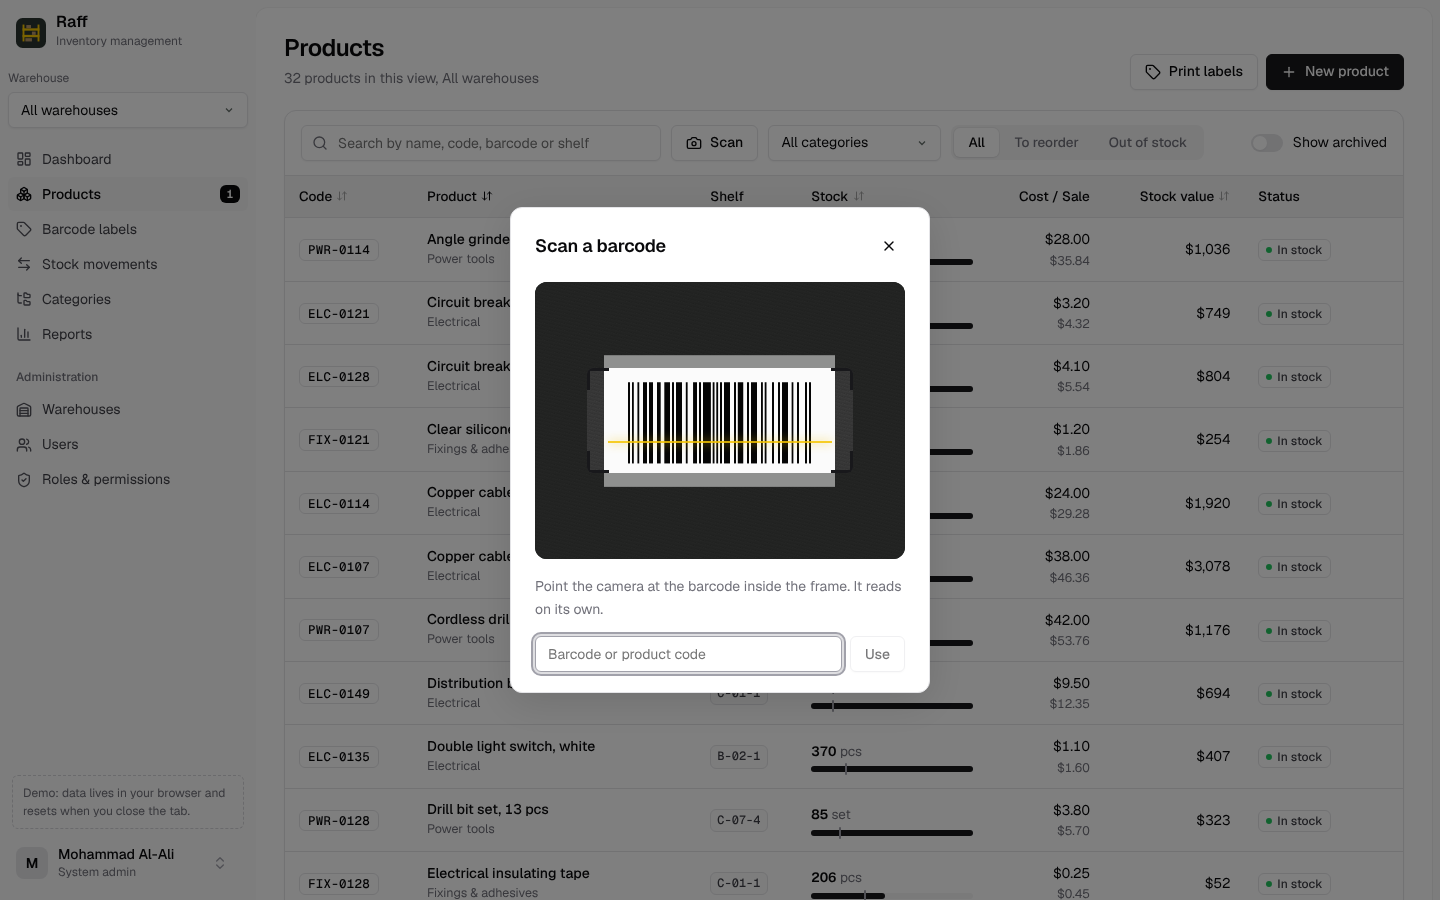 Raff
Inventory management
Warehouse
All warehouses
Dashboard
Products
1
Barcode labels
Stock movements
Categories
Reports
Administration
Warehouses
Users
Roles & permissions
Demo: data lives in your browser and
resets when you close the tab.
M
Mohammad Al-Ali
System admin
Products
32 products in this view, All warehouses
Print labels
New product
Search by name, code, barcode or shelf
Scan
All categories
All
To reorder
Out of stock
Show archived
Code
Product
Shelf
Stock
Cost / Sale
Stock value
Status
PWR-0114
Angle grinde
Power tools
$28.00
$35.84
$1,036
In stock
ELC-0121
Circuit break
Electrical
$3.20
$4.32
$749
In stock
ELC-0128
Circuit break
Electrical
$4.10
$5.54
$804
In stock
FIX-0121
Clear silicon
Fixings & adhe
$1.20
$1.86
$254
In stock
ELC-0114
Copper cable
Electrical
$24.00
$29.28
$1,920
In stock
ELC-0107
Copper cable
Electrical
$38.00
$46.36
$3,078
In stock
PWR-0107
Cordless dril
Power tools
$42.00
$53.76
$1,176
In stock
ELC-0149
Distribution
Electrical
C-01-1
$9.50
$12.35
$694
In stock
ELC-0135
Double light switch, white
Electrical
B-02-1
370 pcs
$1.10
$1.60
$407
In stock
PWR-0128
Drill bit set, 13 pcs
Power tools
C-07-4
85 set
$3.80
$5.70
$323
In stock
FIX-0128
Electrical insulating tape
Fixings & adhesives
C-01-1
206 pcs
$0.25
$0.45
$52
In stock
Scan a barcode
Point the camera at the barcode inside the frame. It reads
on its own.
Barcode or product code
Use